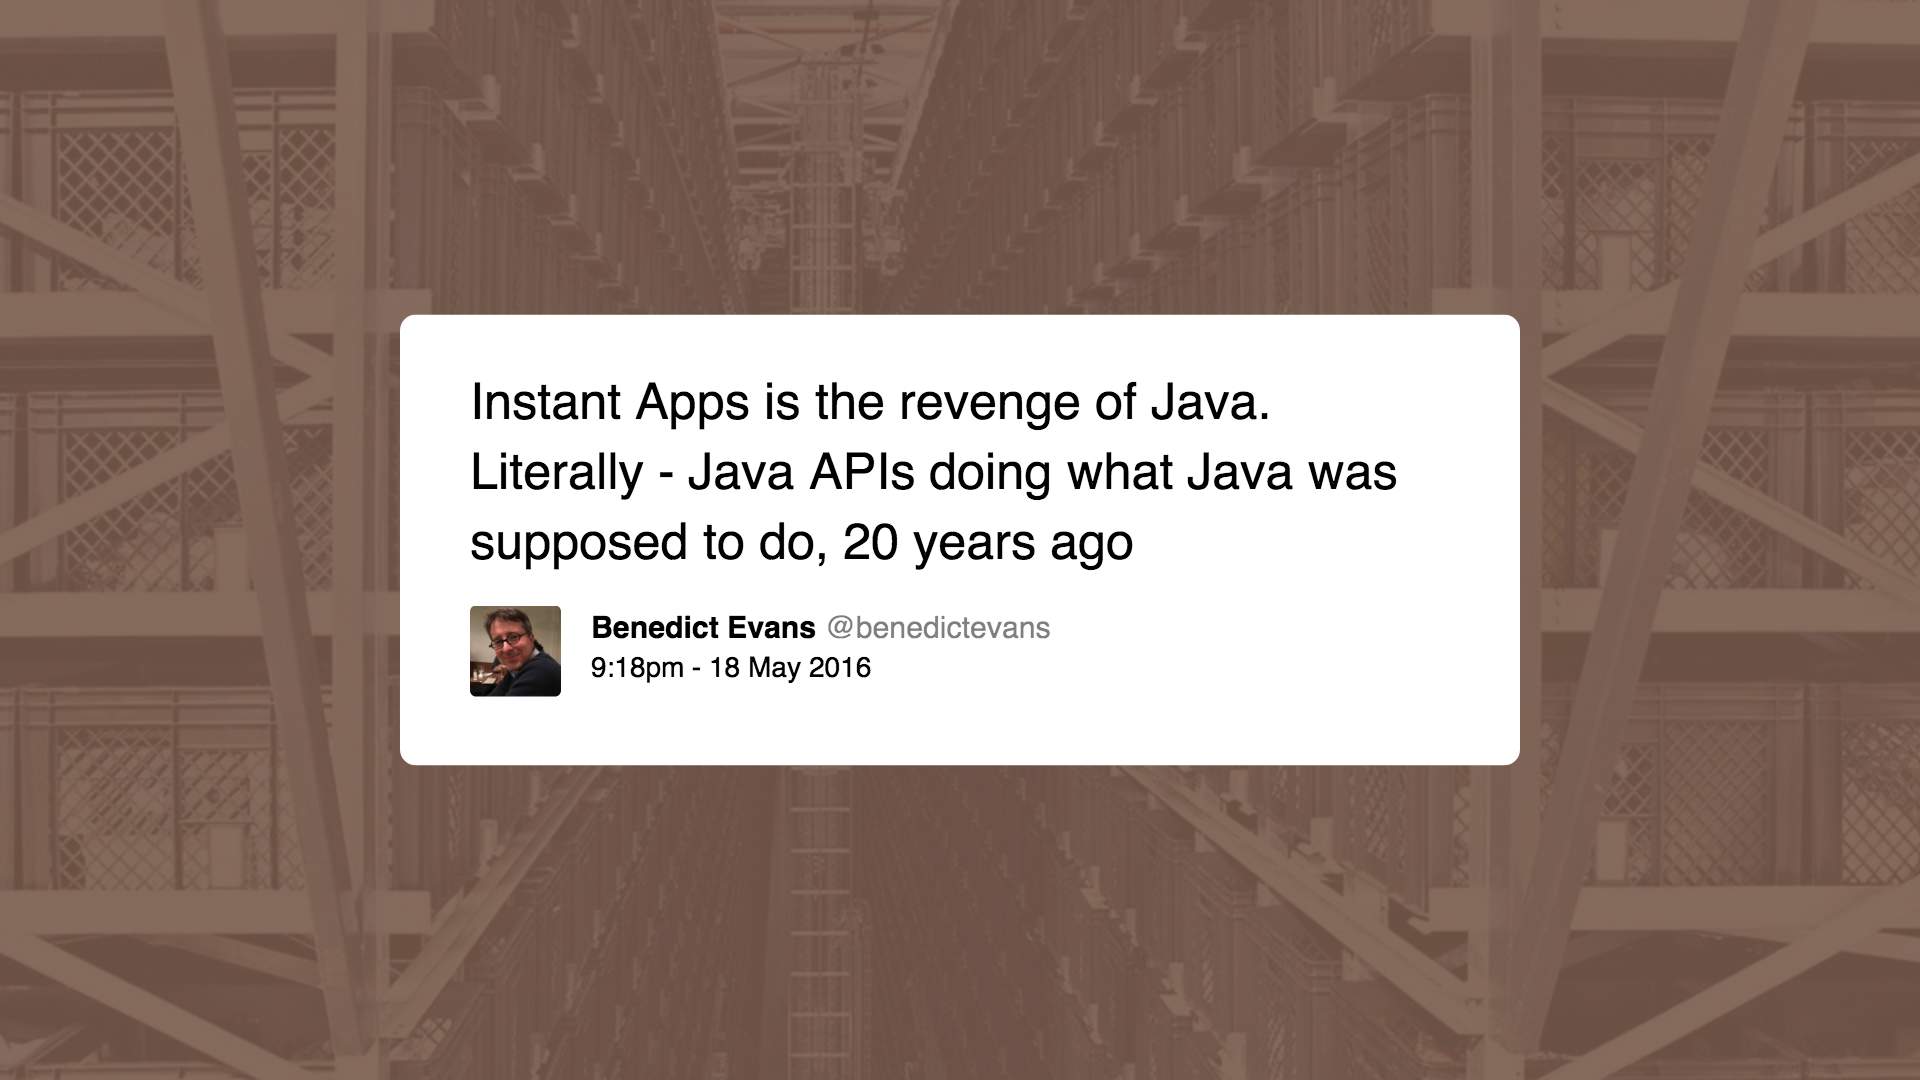 Instant Apps is the revenge of Java.
Literally - Java APIs doing what Java was
supposed to do, 20 years ago
Benedict Evans @benedictevans
9:18pm - 18 May 2016